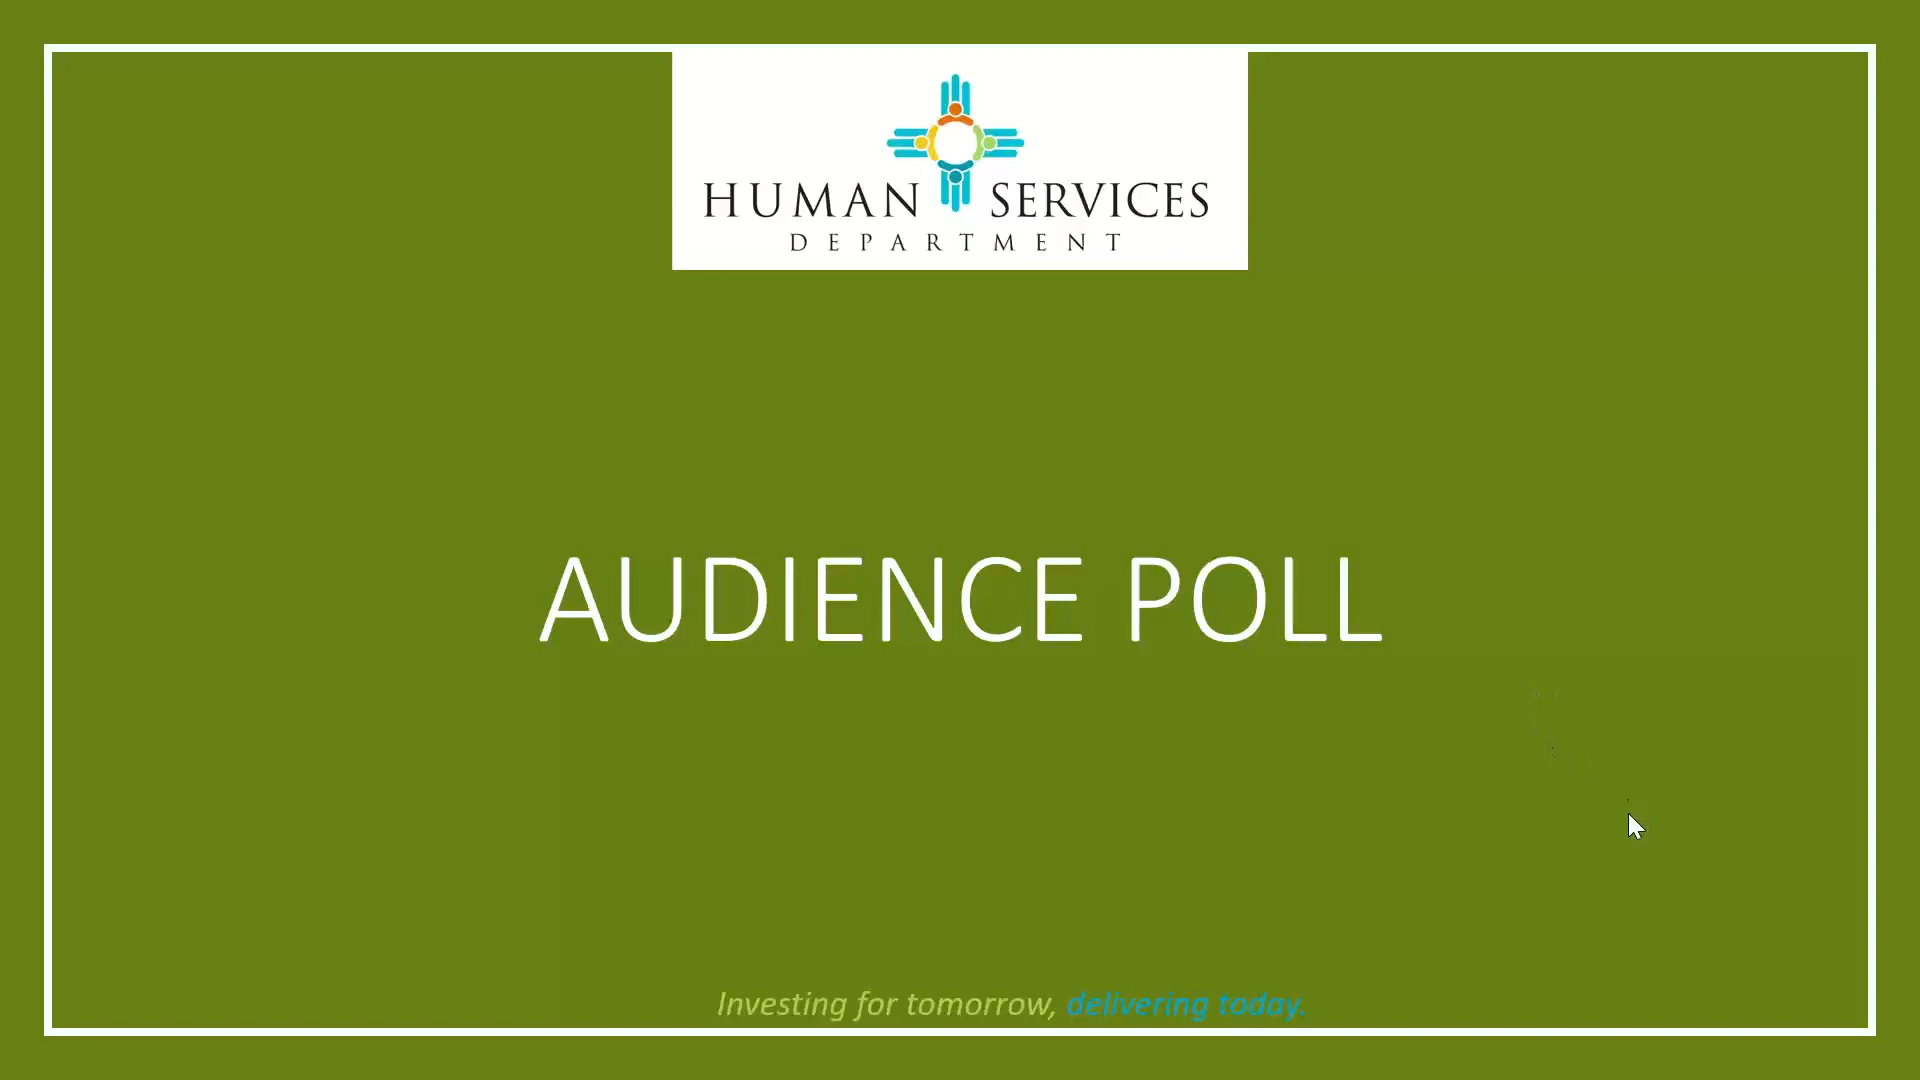 HUMAN SERVICES
DEPARTMENT
AUDIENCE POLL
Investing for tomorrow, delivering today.